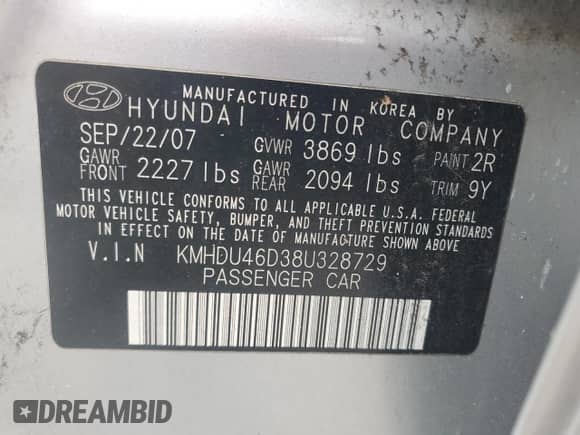 MANUFACTURED IN KOREA BY
HYUNDAI MOTOR COMPANY
SEP/22/07 GVWR 3869 lbs PAINT 2R
GAWR FRONT 2227 lbs GAWR REAR 2094 lbs TRIM 9Y
THIS VEHICLE CONFORMS TO ALL APPLICABLE U.S.A. FEDERAL
MOTOR VEHICLE SAFETY, BUMPER, AND THEFT PREVENTION STANDARDS
IN EFFECT ON THE DATE OF MANUFACTURE SHOWN ABOVE
V.I.N KMHDU46D38U328729
PASSENGER CAR
DREAMBID